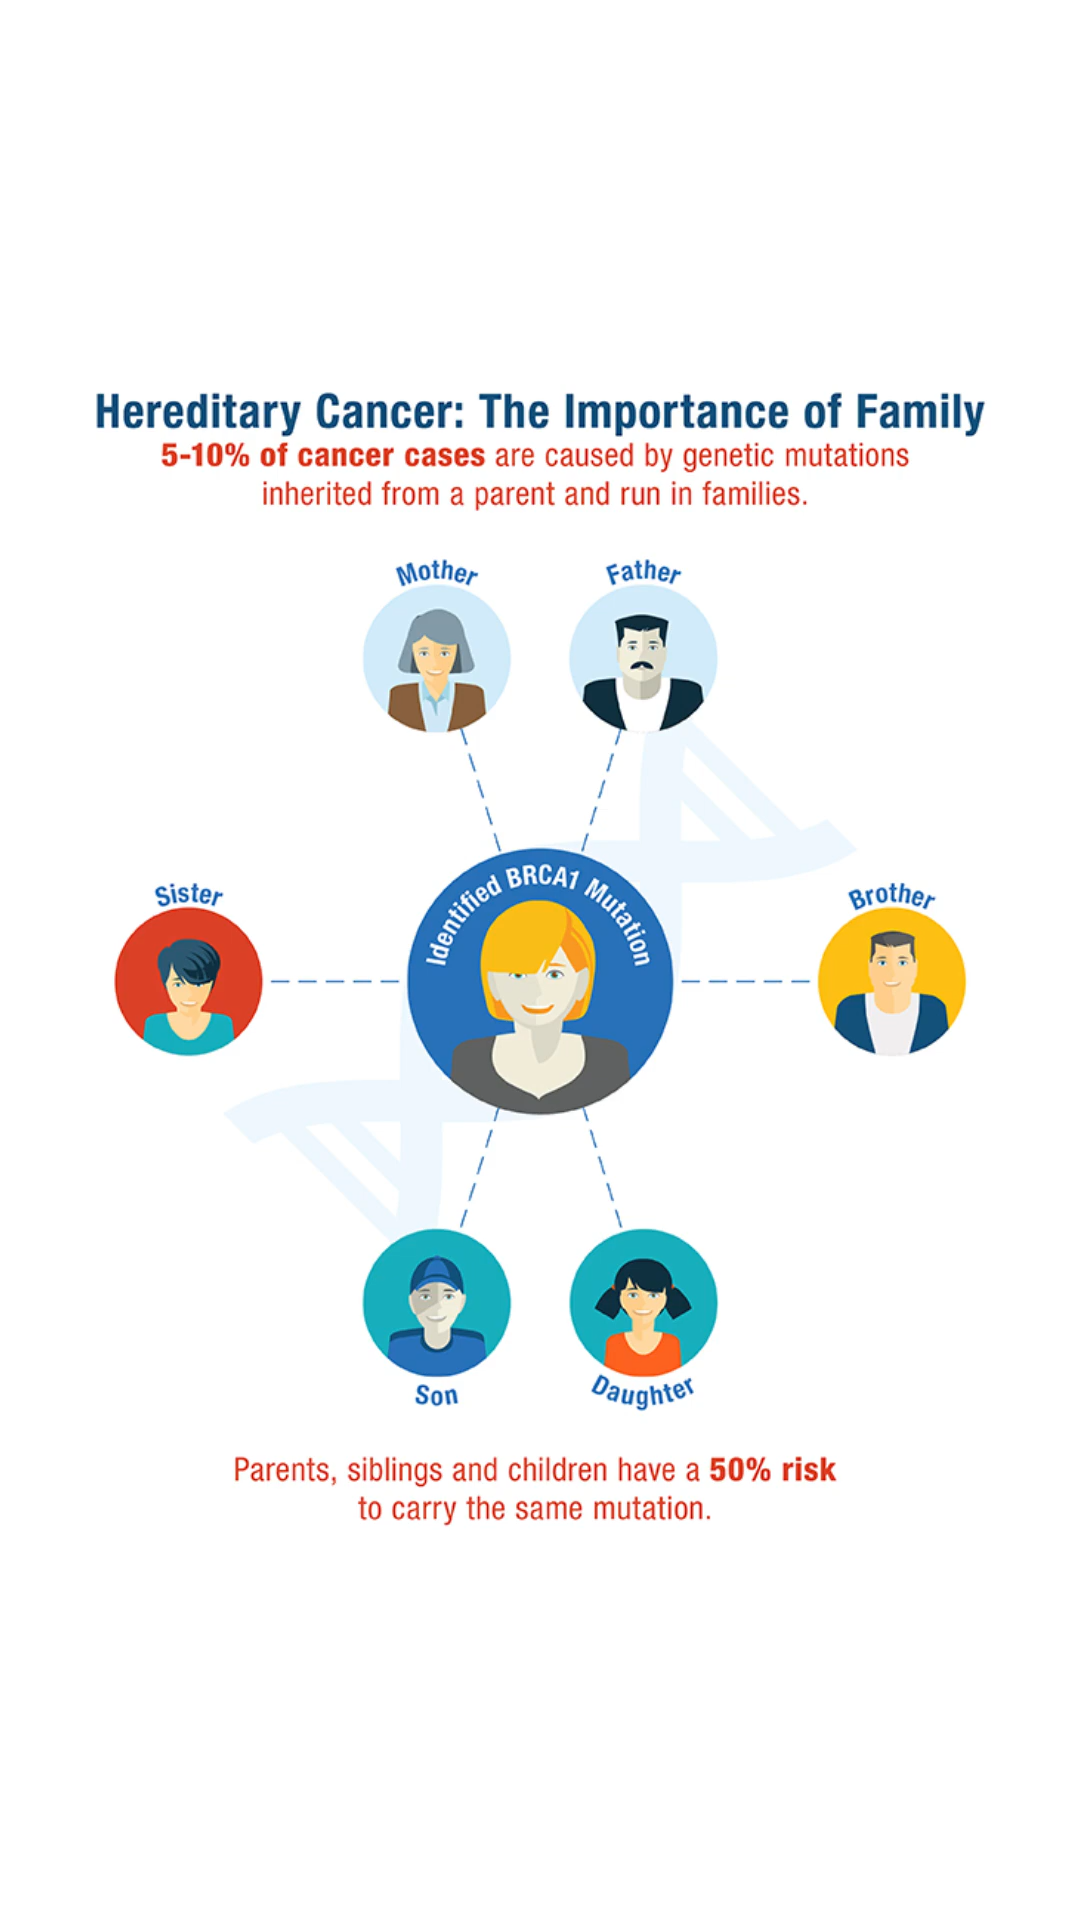 Hereditary Cancer: The Importance of Family
5-10% of cancer cases are caused by genetic mutations
inherited from a parent and run in families.
Mother
Father
Sister
Identified BRCA1 Mutation
Brother
Son
Daughter
Parents, siblings and children have a 50% risk
to carry the same mutation.